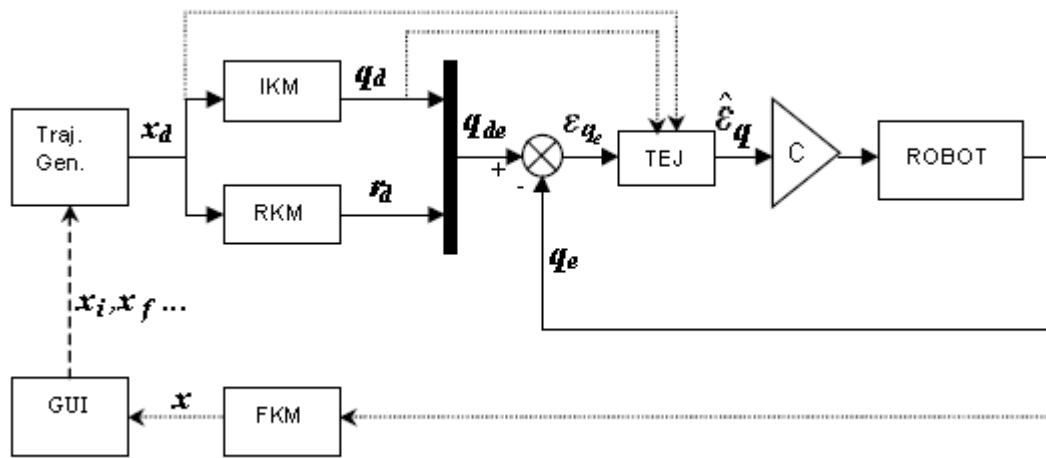 Traj.
Gen.
x_d
IKM
q_d
RKM
r_d
q_de
+
-
ε_q_e
TEJ
ε̂_q
C
ROBOT
q_e
x_i, x_f ...
GUI
x
FKM